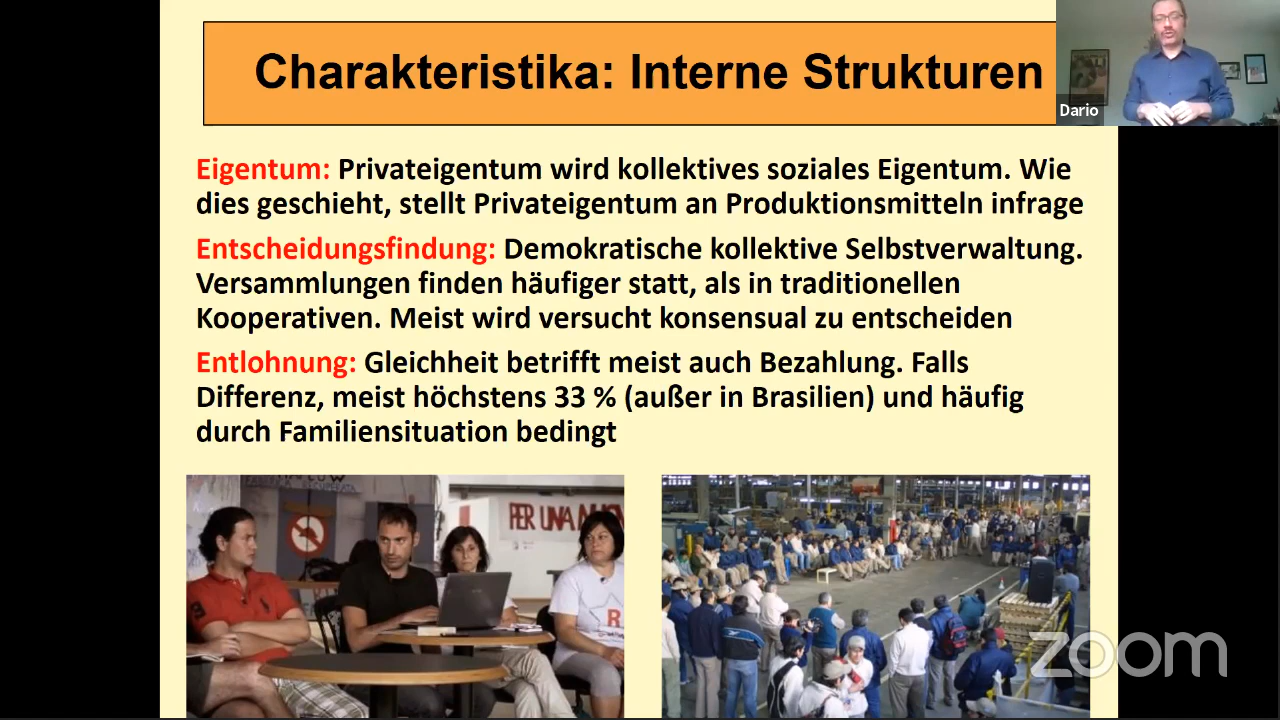 Charakteristika: Interne Strukturen
Dario
Eigentum: Privateigentum wird kollektives soziales Eigentum. Wie
dies geschieht, stellt Privateigentum an Produktionsmitteln infrage
Entscheidungsfindung: Demokratische kollektive Selbstverwaltung.
Versammlungen finden häufiger statt, als in traditionellen
Kooperativen. Meist wird versucht konsensual zu entscheiden
Entlohnung: Gleichheit betrifft meist auch Bezahlung. Falls
Differenz, meist höchstens 33 % (außer in Brasilien) und häufig
durch Familiensituation bedingt
PER UNA
zoom